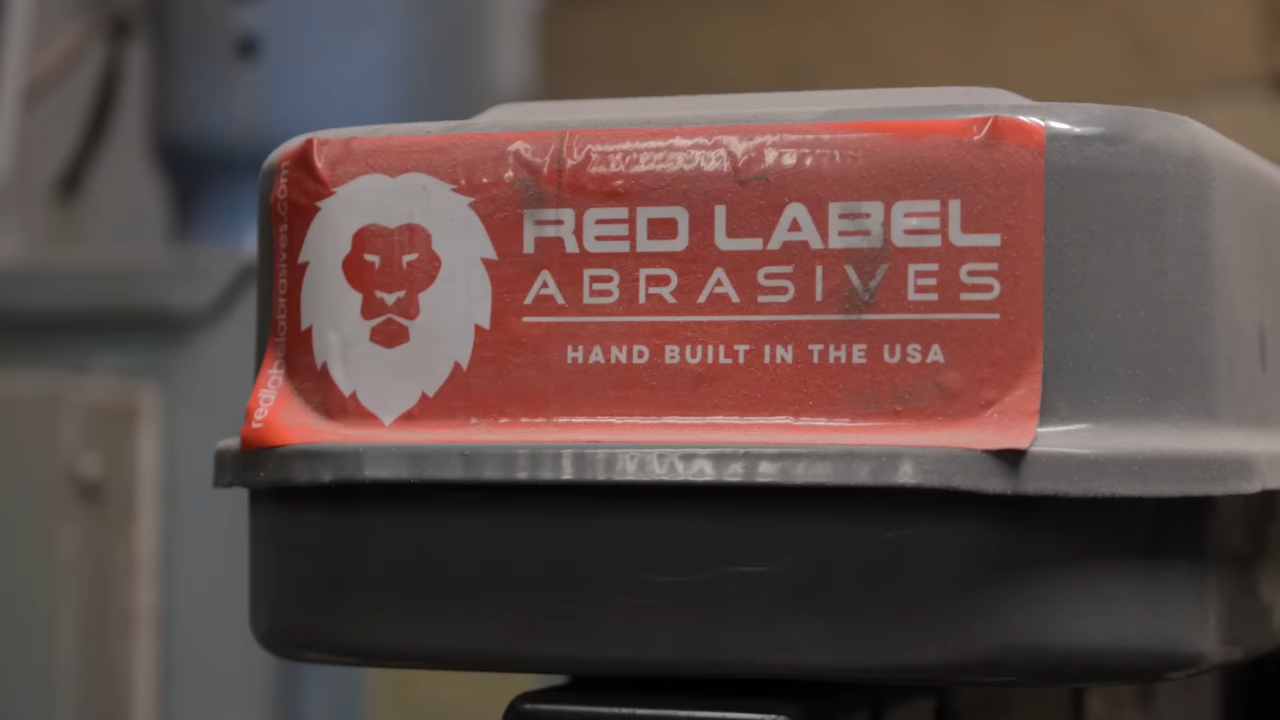 redlabelabrasives.com
RED LABEL
ABRASIVES
HAND BUILT IN THE USA